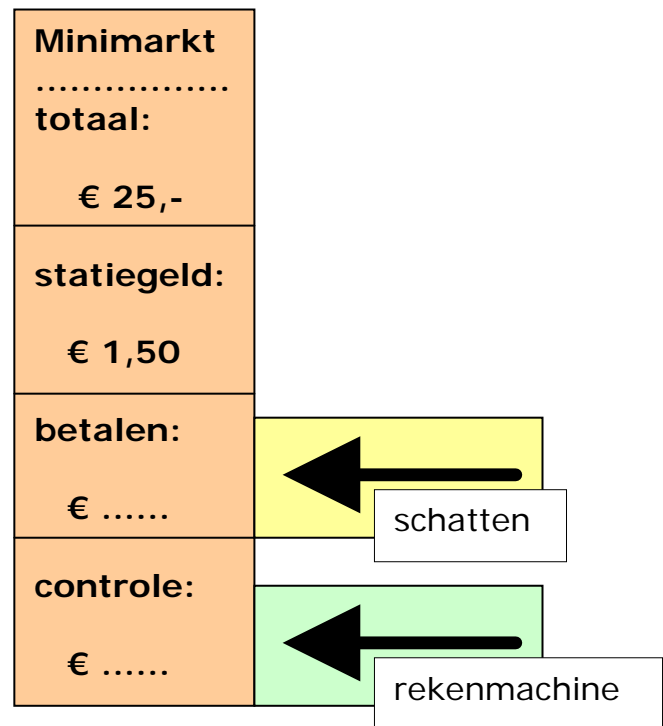 Minimarkt
.................
totaal:
€ 25,-
statiegeld:
€ 1,50
betalen:
€ ......
schatten
controle:
€ ......
rekenmachine